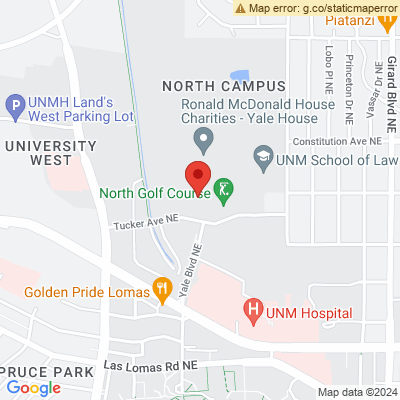 Map error: g.co/staticmaperror
Piatanzi
Girard Blvd NE
Vassar Dr NE
Princeton Dr NE
Lobo Pl NE
NORTH CAMPUS
UNMH Land's
West Parking Lot
Ronald McDonald House
Charities - Yale House
Constitution Ave NE
UNIVERSITY
WEST
UNM School of Law
North Golf Course
Tucker Ave NE
Yale Blvd NE
Golden Pride Lomas
UNM Hospital
Las Lomas Rd NE
PRUCE PARK
Google
Map data ©2024